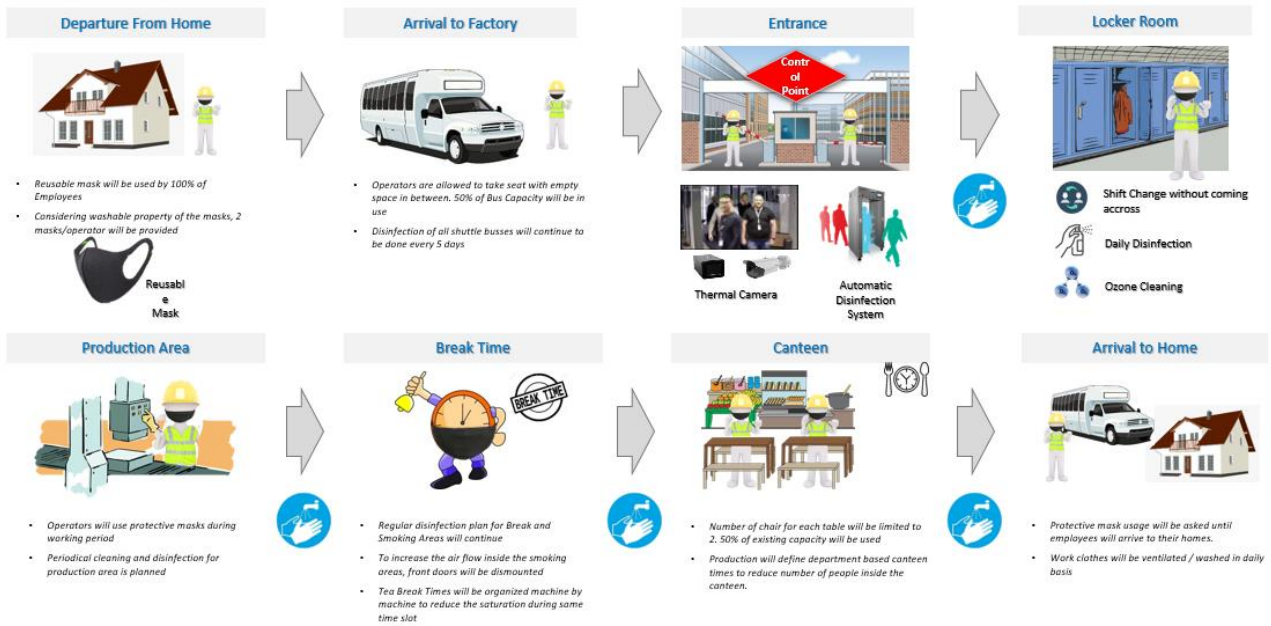 Departure From Home
Arrival to Factory
Entrance
Locker Room
Contr
ol
Point
• Reusable mask will be used by 100% of
Employees
• Considering washable property of the masks, 2
masks/operator will be provided
Reusabl
e
Mask
• Operators are allowed to take seat with empty
space in between. 50% of Bus Capacity will be in
use
• Disinfection of all shuttle busses will continue to
be done every 5 days
Thermal Camera
Automatic
Disinfection
System
Shift Change without coming
accross
Daily Disinfection
Ozone Cleaning
Production Area
Break Time
Canteen
Arrival to Home
BREAK TIME
• Operators will use protective masks during
working period
• Periodical cleaning and disinfection for
production area is planned
• Regular disinfection plan for Break and
Smoking Areas will continue
• To increase the air flow inside the smoking
areas, front doors will be dismounted
• Tea Break Times will be organized machine by
machine to reduce the saturation during same
time slot
• Number of chair for each table will be limited to
2. 50% of existing capacity will be used
• Production will define department based canteen
times to reduce number of people inside the
canteen.
• Protective mask usage will be asked until
employees will arrive to their homes.
• Work clothes will be ventilated / washed in daily
basis